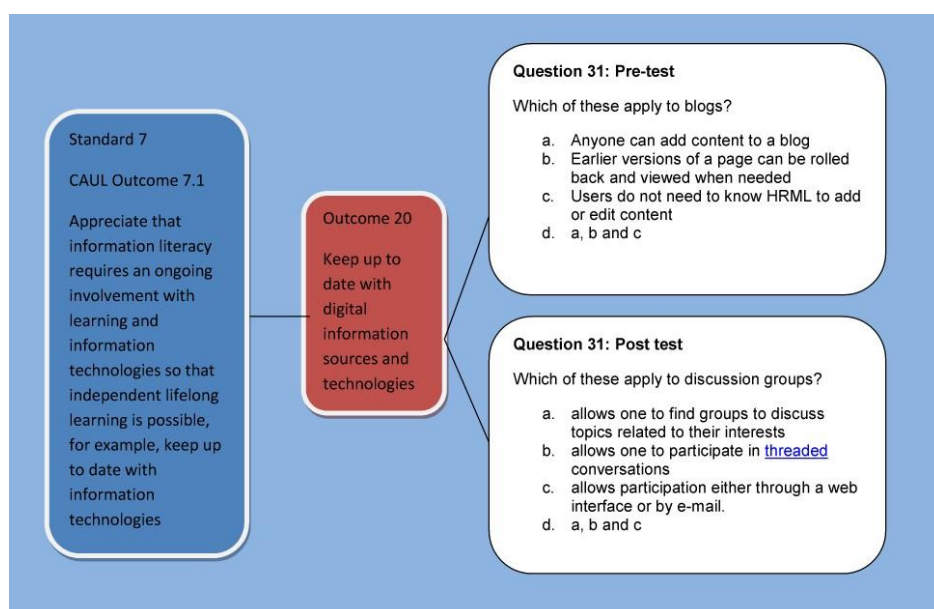 Standard 7
CAUL Outcome 7.1
Appreciate that
information literacy
requires an ongoing
involvement with
learning and
information
technologies so that
independent lifelong
learning is possible,
for example, keep up
to date with
information
technologies
Outcome 20
Keep up to
date with
digital
information
sources and
technologies
Question 31: Pre-test
Which of these apply to blogs?
a. Anyone can add content to a blog
b. Earlier versions of a page can be rolled
back and viewed when needed
c. Users do not need to know HRML to add
or edit content
d. a, b and c
Question 31: Post test
Which of these apply to discussion groups?
a. allows one to find groups to discuss
topics related to their interests
b. allows one to participate in threaded
conversations
c. allows participation either through a web
interface or by e-mail.
d. a, b and c